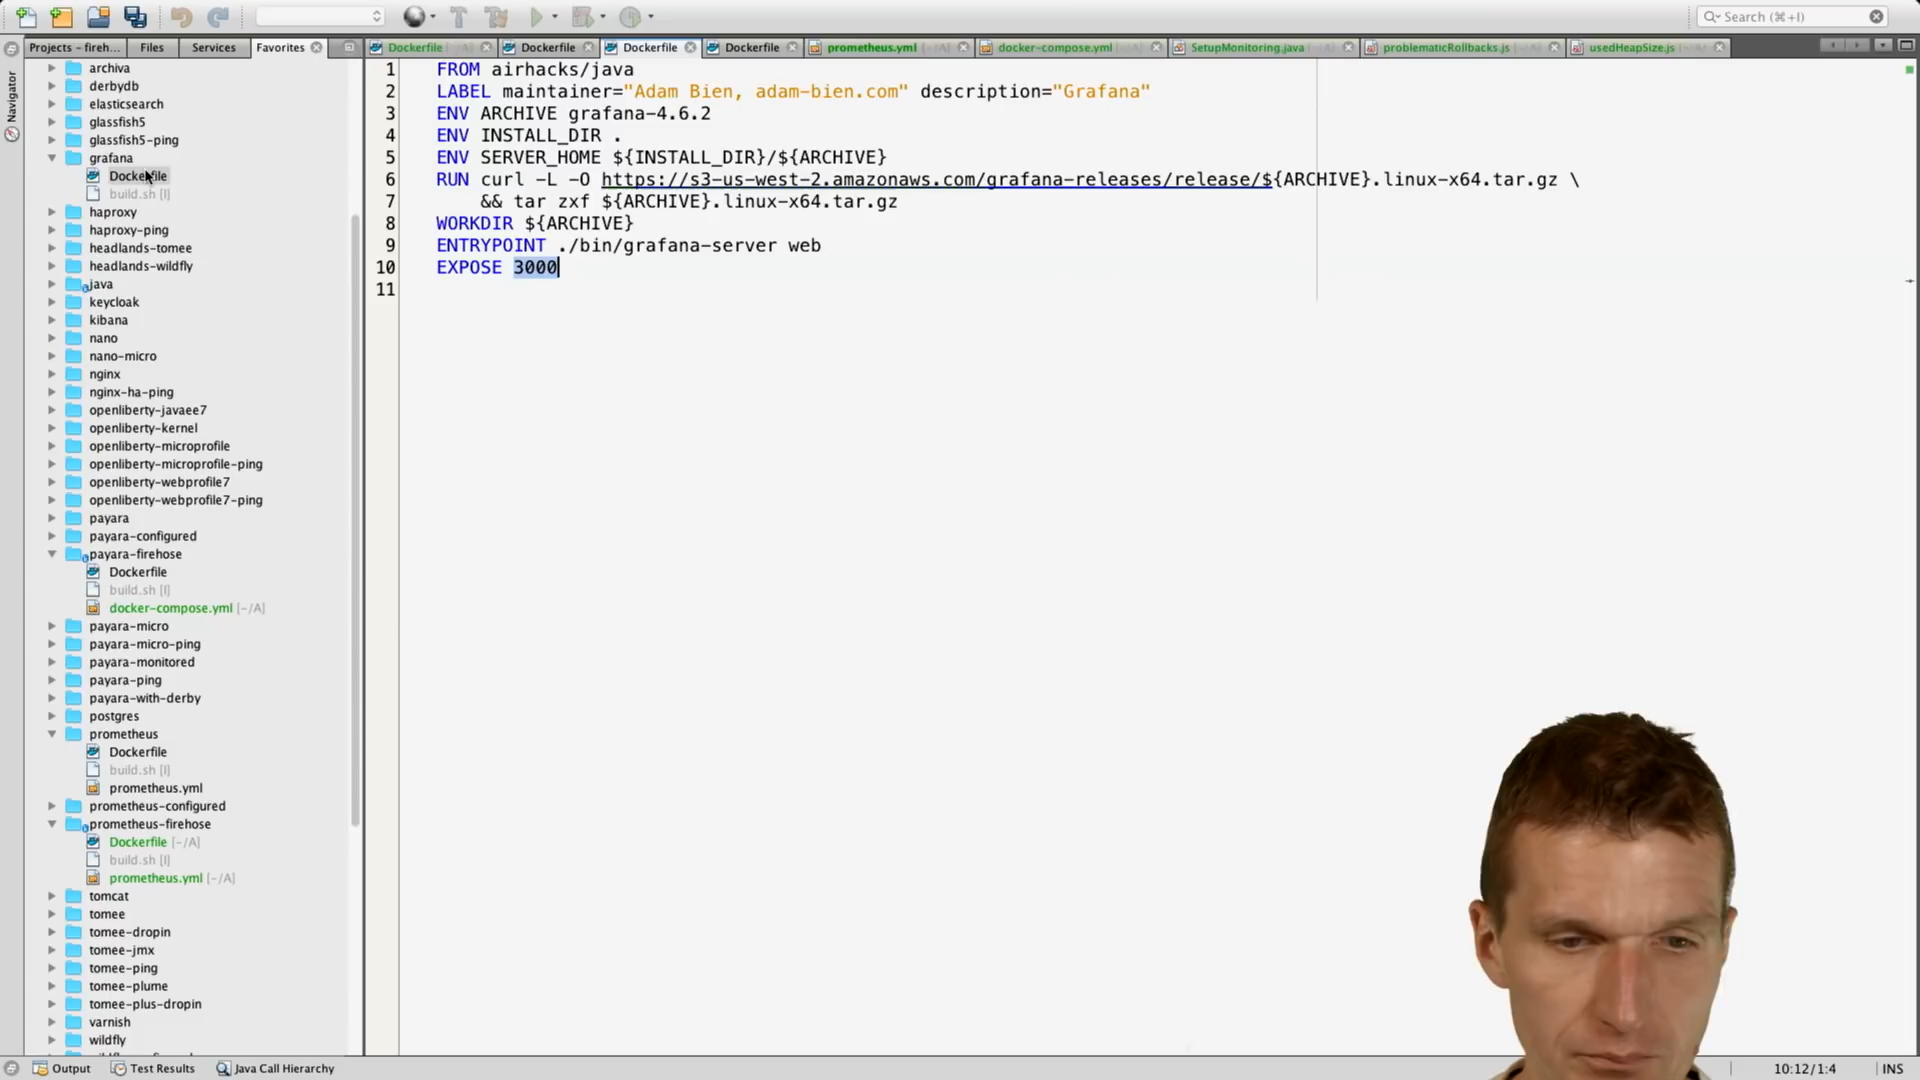 Search (⌘+I)
Projects – fireh...
Files
Services
Favorites
Dockerfile [-/A]
Dockerfile
Dockerfile
Dockerfile
prometheus.yml [-/A]
docker-compose.yml [-/A]
SetupMonitoring.java [-/A]
problematicRollbacks.js [-/A]
usedHeapSize.js [-/A]
Navigator
archiva
derbydb
elasticsearch
glassfish5
glassfish5-ping
grafana
Dockerfile
build.sh [I]
haproxy
haproxy-ping
headlands-tomee
headlands-wildfly
java
keycloak
kibana
nano
nano-micro
nginx
nginx-ha-ping
openliberty-javaee7
openliberty-kernel
openliberty-microprofile
openliberty-microprofile-ping
openliberty-webprofile7
openliberty-webprofile7-ping
payara
payara-configured
payara-firehose
Dockerfile
build.sh [I]
docker-compose.yml [-/A]
payara-micro
payara-micro-ping
payara-monitored
payara-ping
payara-with-derby
postgres
prometheus
Dockerfile
build.sh [I]
prometheus.yml
prometheus-configured
prometheus-firehose
Dockerfile [-/A]
build.sh [I]
prometheus.yml [-/A]
tomcat
tomee
tomee-dropin
tomee-jmx
tomee-ping
tomee-plume
tomee-plus-dropin
varnish
wildfly
1 FROM airhacks/java
2 LABEL maintainer="Adam Bien, adam-bien.com" description="Grafana"
3 ENV ARCHIVE grafana-4.6.2
4 ENV INSTALL_DIR .
5 ENV SERVER_HOME ${INSTALL_DIR}/${ARCHIVE}
6 RUN curl -L -O https://s3-us-west-2.amazonaws.com/grafana-releases/release/${ARCHIVE}.linux-x64.tar.gz \
7 && tar zxf ${ARCHIVE}.linux-x64.tar.gz
8 WORKDIR ${ARCHIVE}
9 ENTRYPOINT ./bin/grafana-server web
10 EXPOSE 3000
11
Output
Test Results
Java Call Hierarchy
10:12/1:4
INS